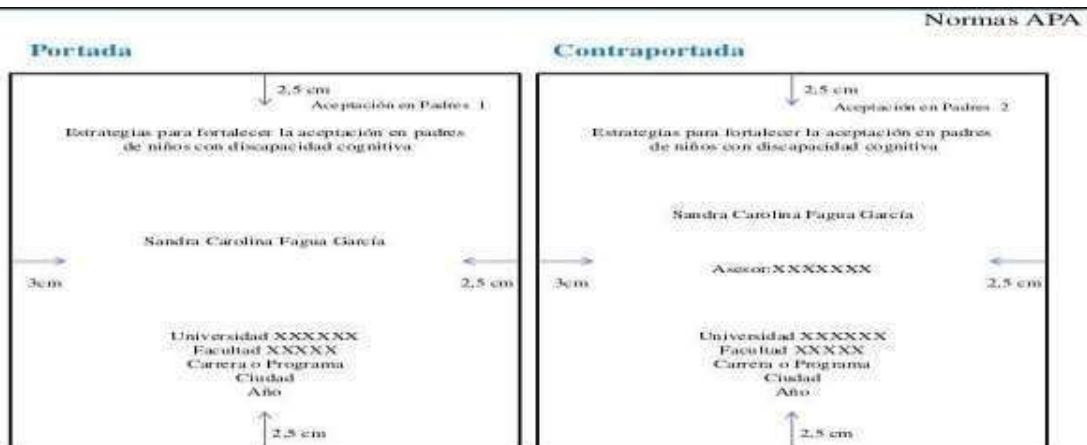 Normas APA
Portada
2,5 cm
Aceptación en Padres 1
Estrategias para fortalecer la aceptación en padres
de niños con discapacidad cognitiva
Sandra Carolina Fagua García
3cm
2,5 cm
Universidad XXXXXX
Facultad XXXXX
Carrera o Programa
Ciudad
Año
2,5 cm
Contraportada
2,5 cm
Aceptación en Padres 2
Estrategias para fortalecer la aceptación en padres
de niños con discapacidad cognitiva
Sandra Carolina Fagua García
Asesor:XXXXXXX
3cm
2,5 cm
Universidad XXXXXX
Facultad XXXXX
Carrera o Programa
Ciudad
Año
2,5 cm